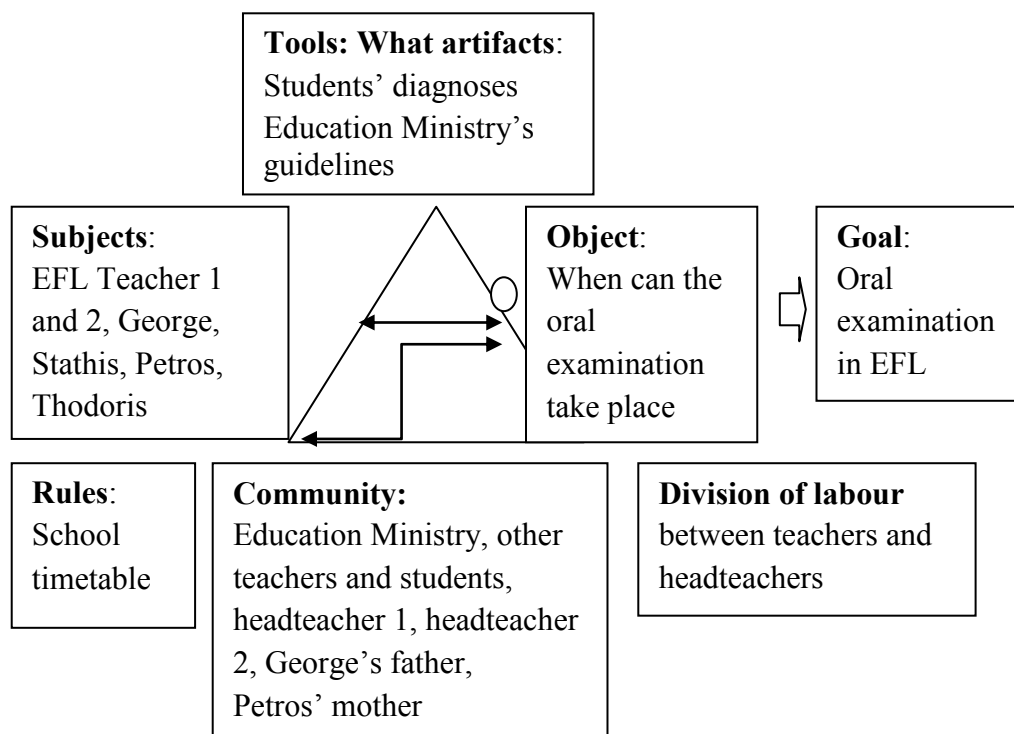 Tools: What artifacts:
Students’ diagnoses
Education Ministry’s
guidelines
Subjects:
EFL Teacher 1
and 2, George,
Stathis, Petros,
Thodoris
Object:
When can the
oral
examination
take place
Goal:
Oral
examination
in EFL
Rules:
School
timetable
Community:
Education Ministry, other
teachers and students,
headteacher 1, headteacher
2, George’s father,
Petros’ mother
Division of labour
between teachers and
headteachers